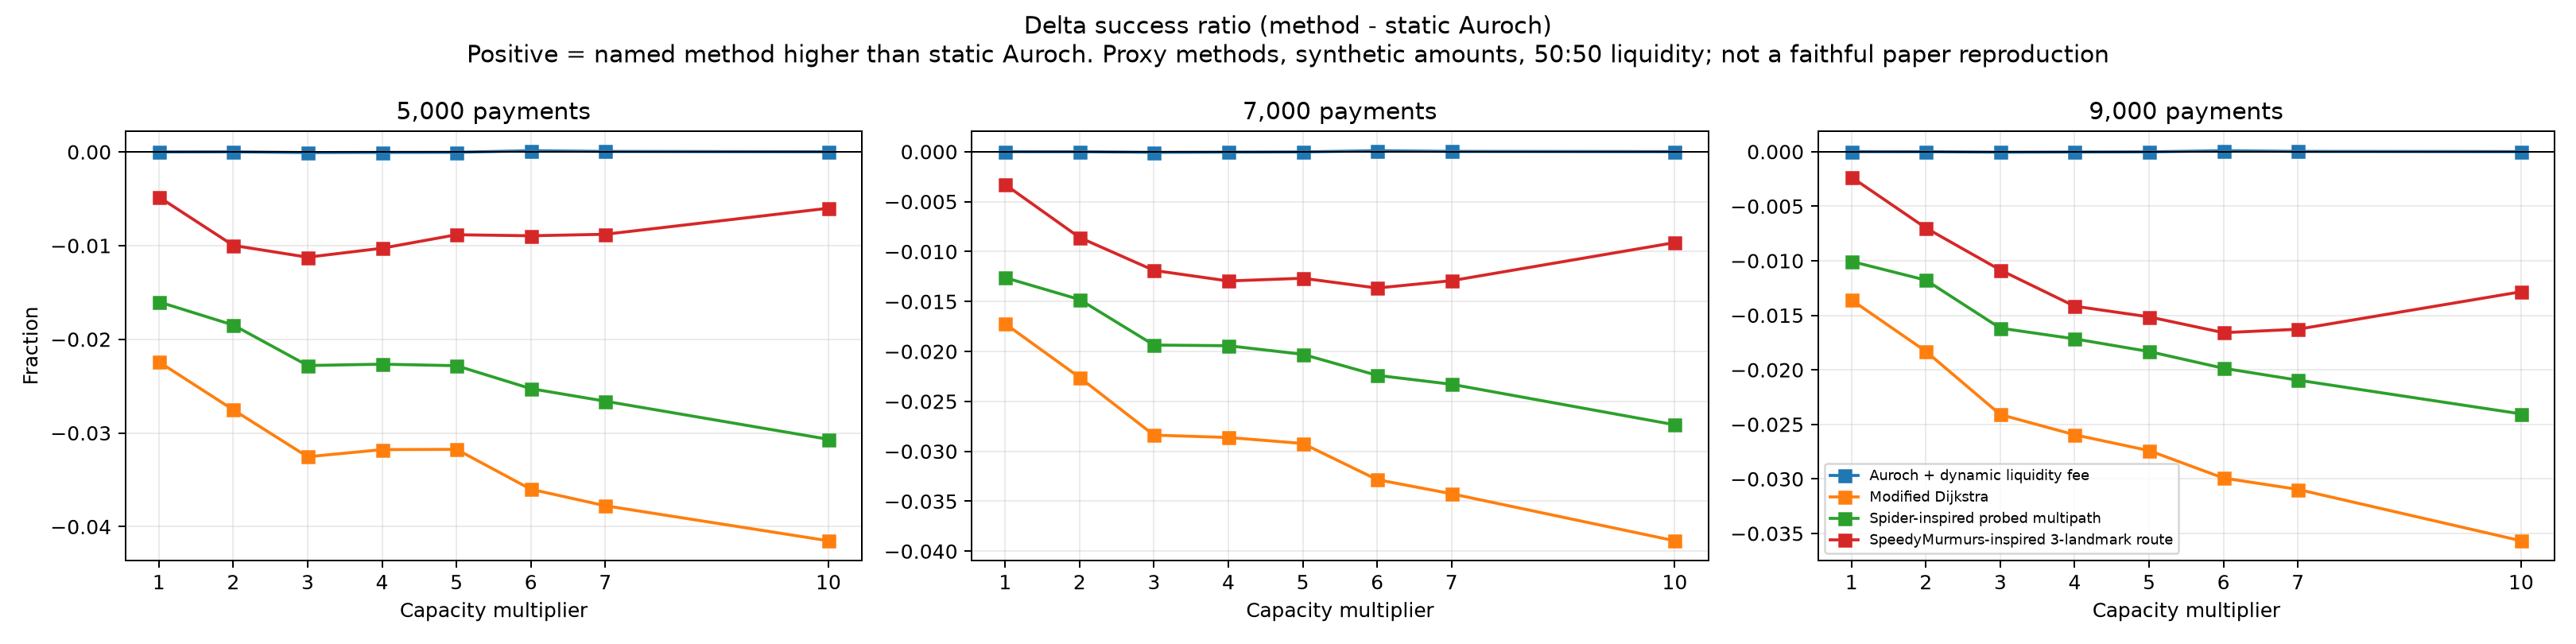 Delta success ratio (method - static Auroch)
Positive = named method higher than static Auroch. Proxy methods, synthetic amounts, 50:50 liquidity; not a faithful paper reproduction
5,000 payments
Fraction
0.00
−0.01
−0.02
−0.03
−0.04
1 2 3 4 5 6 7 10
Capacity multiplier
7,000 payments
0.000
−0.005
−0.010
−0.015
−0.020
−0.025
−0.030
−0.035
−0.040
1 2 3 4 5 6 7 10
Capacity multiplier
9,000 payments
0.000
−0.005
−0.010
−0.015
−0.020
−0.025
−0.030
−0.035
Auroch + dynamic liquidity fee
Modified Dijkstra
Spider-inspired probed multipath
SpeedyMurmurs-inspired 3-landmark route
1 2 3 4 5 6 7 10
Capacity multiplier